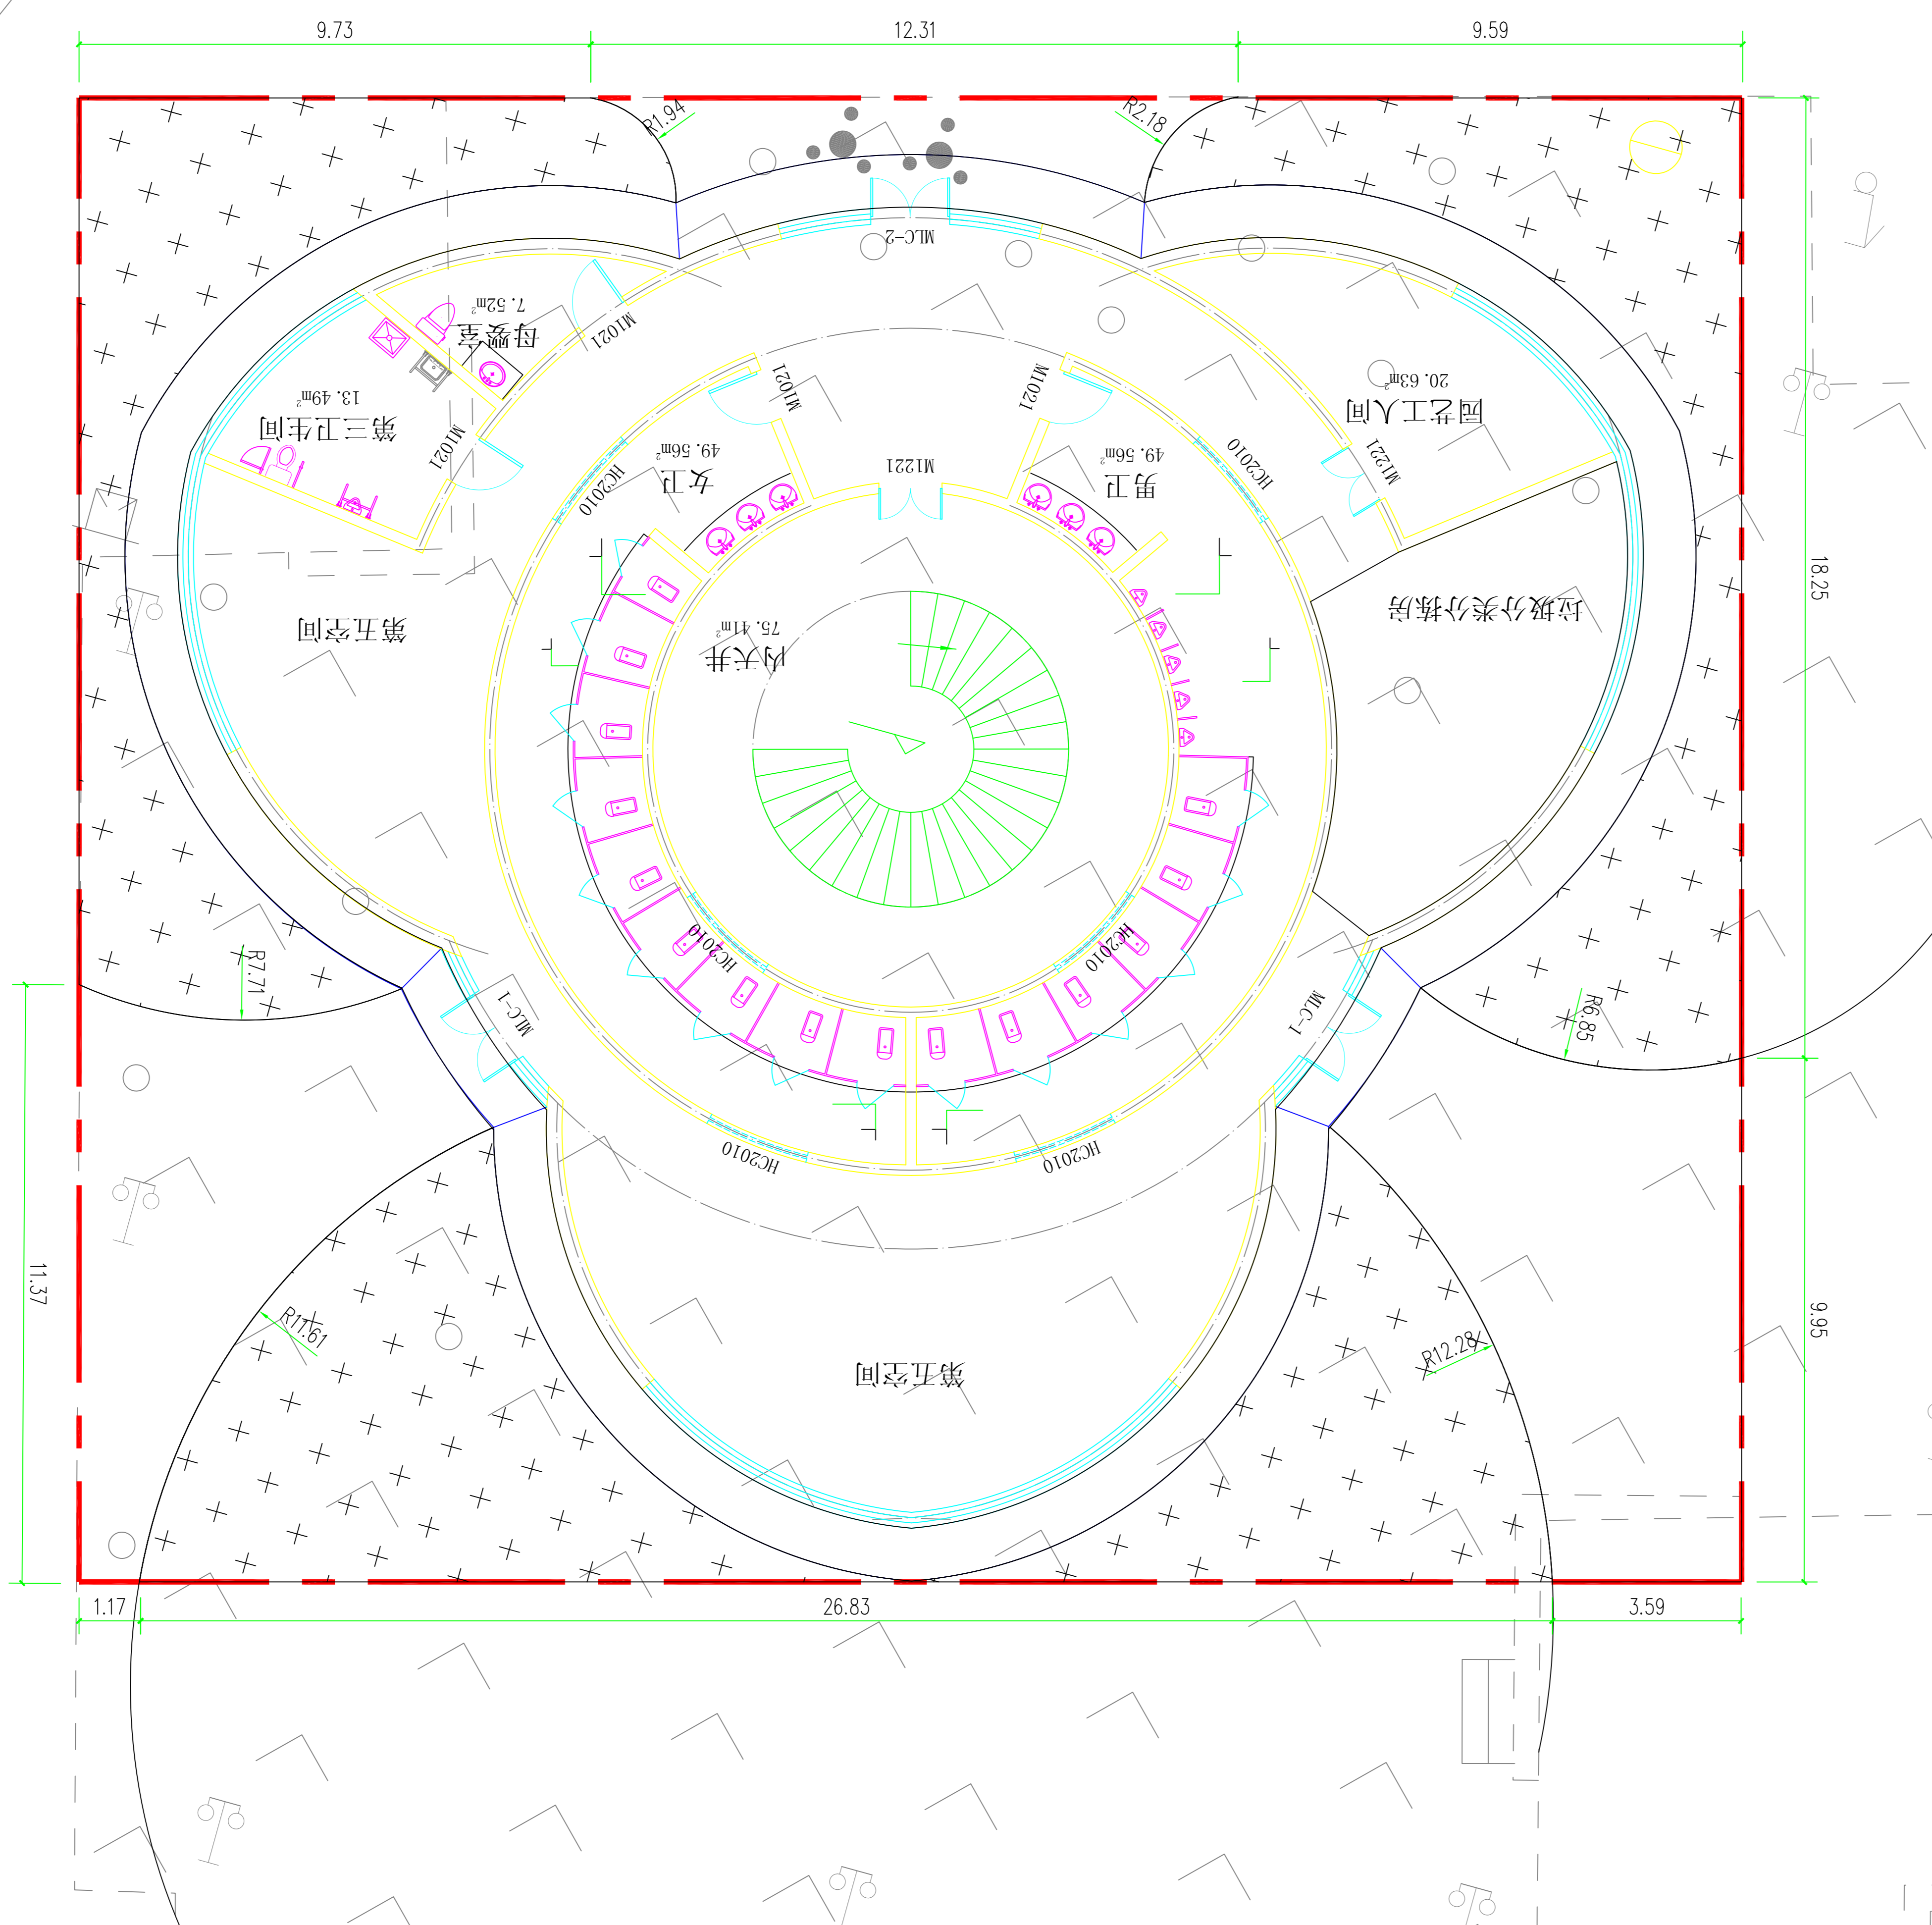 9.73
12.31
9.59
R1.94
R2.18
MLC-2
7.52m²
母婴室
M1021
13.49m²
第三卫生间
M1021
M1021
M1021
20.63m²
园艺工人间
M1221
HC2010
49.56m²
女卫
M1221
49.56m²
男卫
HC2010
18.25
第五空间
75.41m²
内天井
垃圾分类分拣房
HC2010
HC2010
R7.71
MLC-1
MLC-1
R6.85
HC2010
HC2010
11.37
R11.61
第五空间
R12.28
9.95
1.17
26.83
3.59